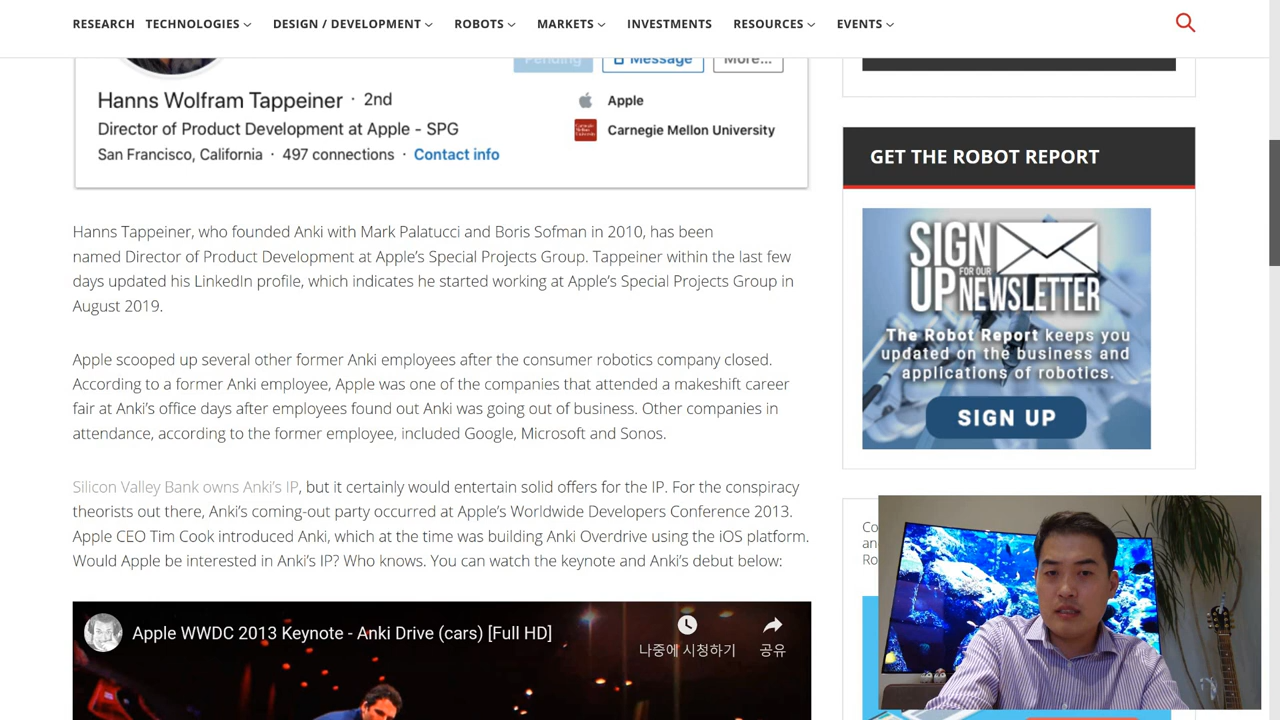 RESEARCH TECHNOLOGIES DESIGN / DEVELOPMENT ROBOTS MARKETS INVESTMENTS RESOURCES EVENTS
Pending Message More...
Hanns Wolfram Tappeiner · 2nd
Director of Product Development at Apple - SPG
San Francisco, California · 497 connections · Contact info
Apple
Carnegie Mellon University
Hanns Tappeiner, who founded Anki with Mark Palatucci and Boris Sofman in 2010, has been
named Director of Product Development at Apple’s Special Projects Group. Tappeiner within the last few
days updated his LinkedIn profile, which indicates he started working at Apple’s Special Projects Group in
August 2019.
Apple scooped up several other former Anki employees after the consumer robotics company closed.
According to a former Anki employee, Apple was one of the companies that attended a makeshift career
fair at Anki’s office days after employees found out Anki was going out of business. Other companies in
attendance, according to the former employee, included Google, Microsoft and Sonos.
Silicon Valley Bank owns Anki’s IP, but it certainly would entertain solid offers for the IP. For the conspiracy
theorists out there, Anki’s coming-out party occurred at Apple’s Worldwide Developers Conference 2013.
Apple CEO Tim Cook introduced Anki, which at the time was building Anki Overdrive using the iOS platform.
Would Apple be interested in Anki’s IP? Who knows. You can watch the keynote and Anki’s debut below:
Apple WWDC 2013 Keynote - Anki Drive (cars) [Full HD]
나중에 시청하기 공유
GET THE ROBOT REPORT
SIGN
UP FOR OUR
NEWSLETTER
The Robot Report keeps you
updated on the business and
applications of robotics.
SIGN UP